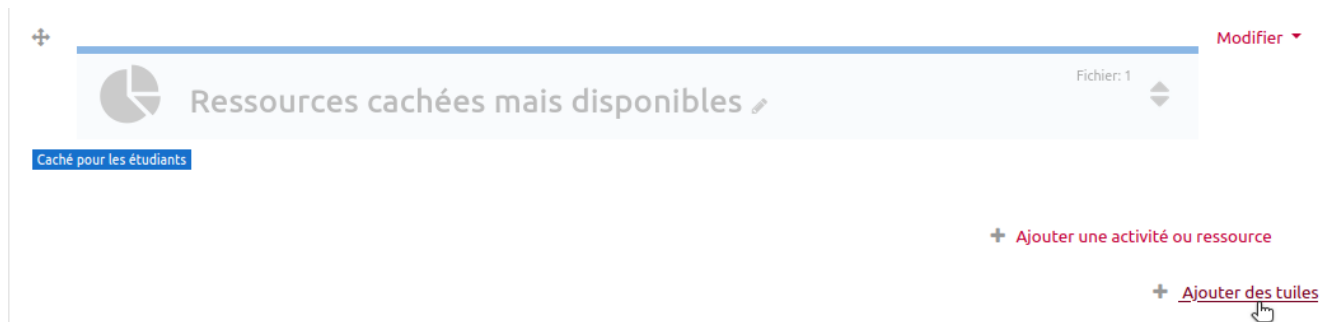 Modifier
Fichier: 1
Ressources cachées mais disponibles
Caché pour les étudiants
Ajouter une activité ou ressource
Ajouter des tuiles